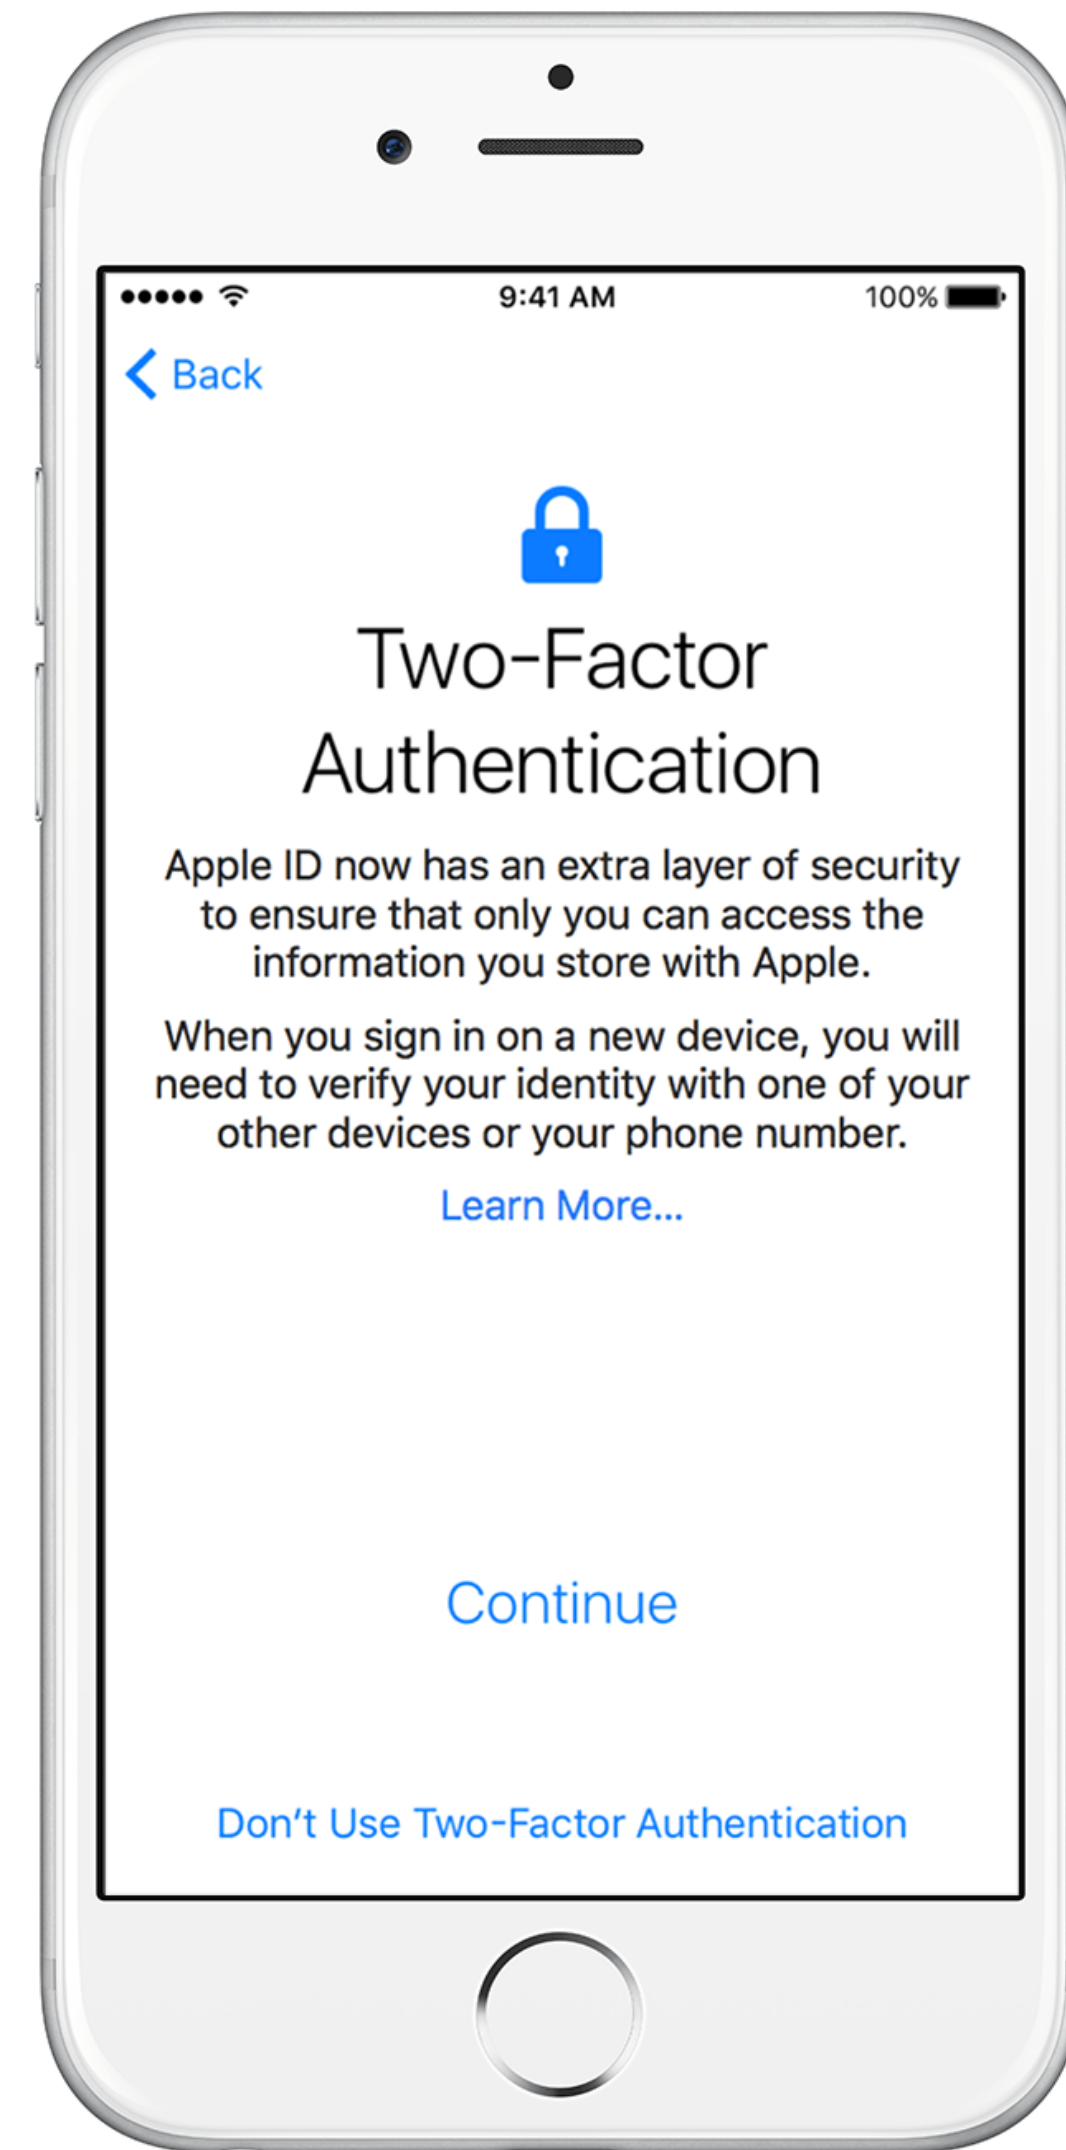 9:41 AM 100%
Back
Two-Factor
Authentication
Apple ID now has an extra layer of security
to ensure that only you can access the
information you store with Apple.
When you sign in on a new device, you will
need to verify your identity with one of your
other devices or your phone number.
Learn More...
Continue
Don’t Use Two-Factor Authentication